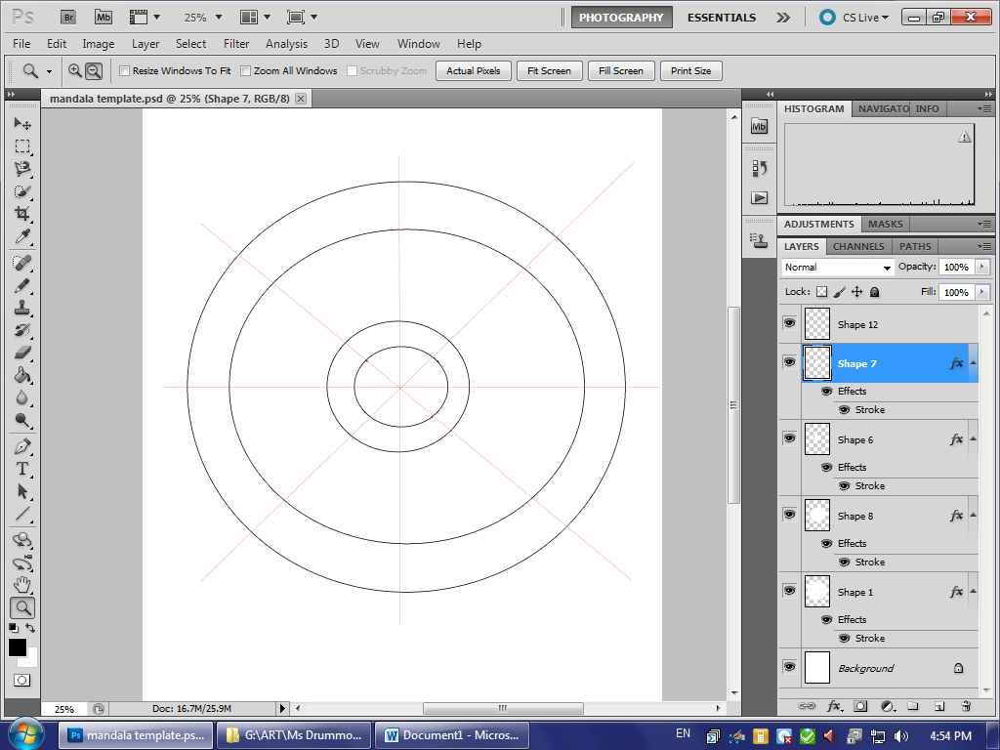 Ps Br Mb 25% PHOTOGRAPHY ESSENTIALS CS Live
File Edit Image Layer Select Filter Analysis 3D View Window Help
Resize Windows To Fit Zoom All Windows Scrubby Zoom Actual Pixels Fit Screen Fill Screen Print Size
mandala template.psd @ 25% (Shape 7, RGB/8)
Mb
HISTOGRAM NAVIGATO INFO
ADJUSTMENTS MASKS
LAYERS CHANNELS PATHS
Normal Opacity: 100%
Lock: Fill: 100%
Shape 12
Shape 7 fx
Effects
Stroke
Shape 6 fx
Effects
Stroke
Shape 8 fx
Effects
Stroke
Shape 1 fx
Effects
Stroke
Background
fx
25% Doc: 16.7M/25.9M
Ps mandala template.ps... G:\ART\Ms Drummo... W Document1 - Micros... EN 4:54 PM